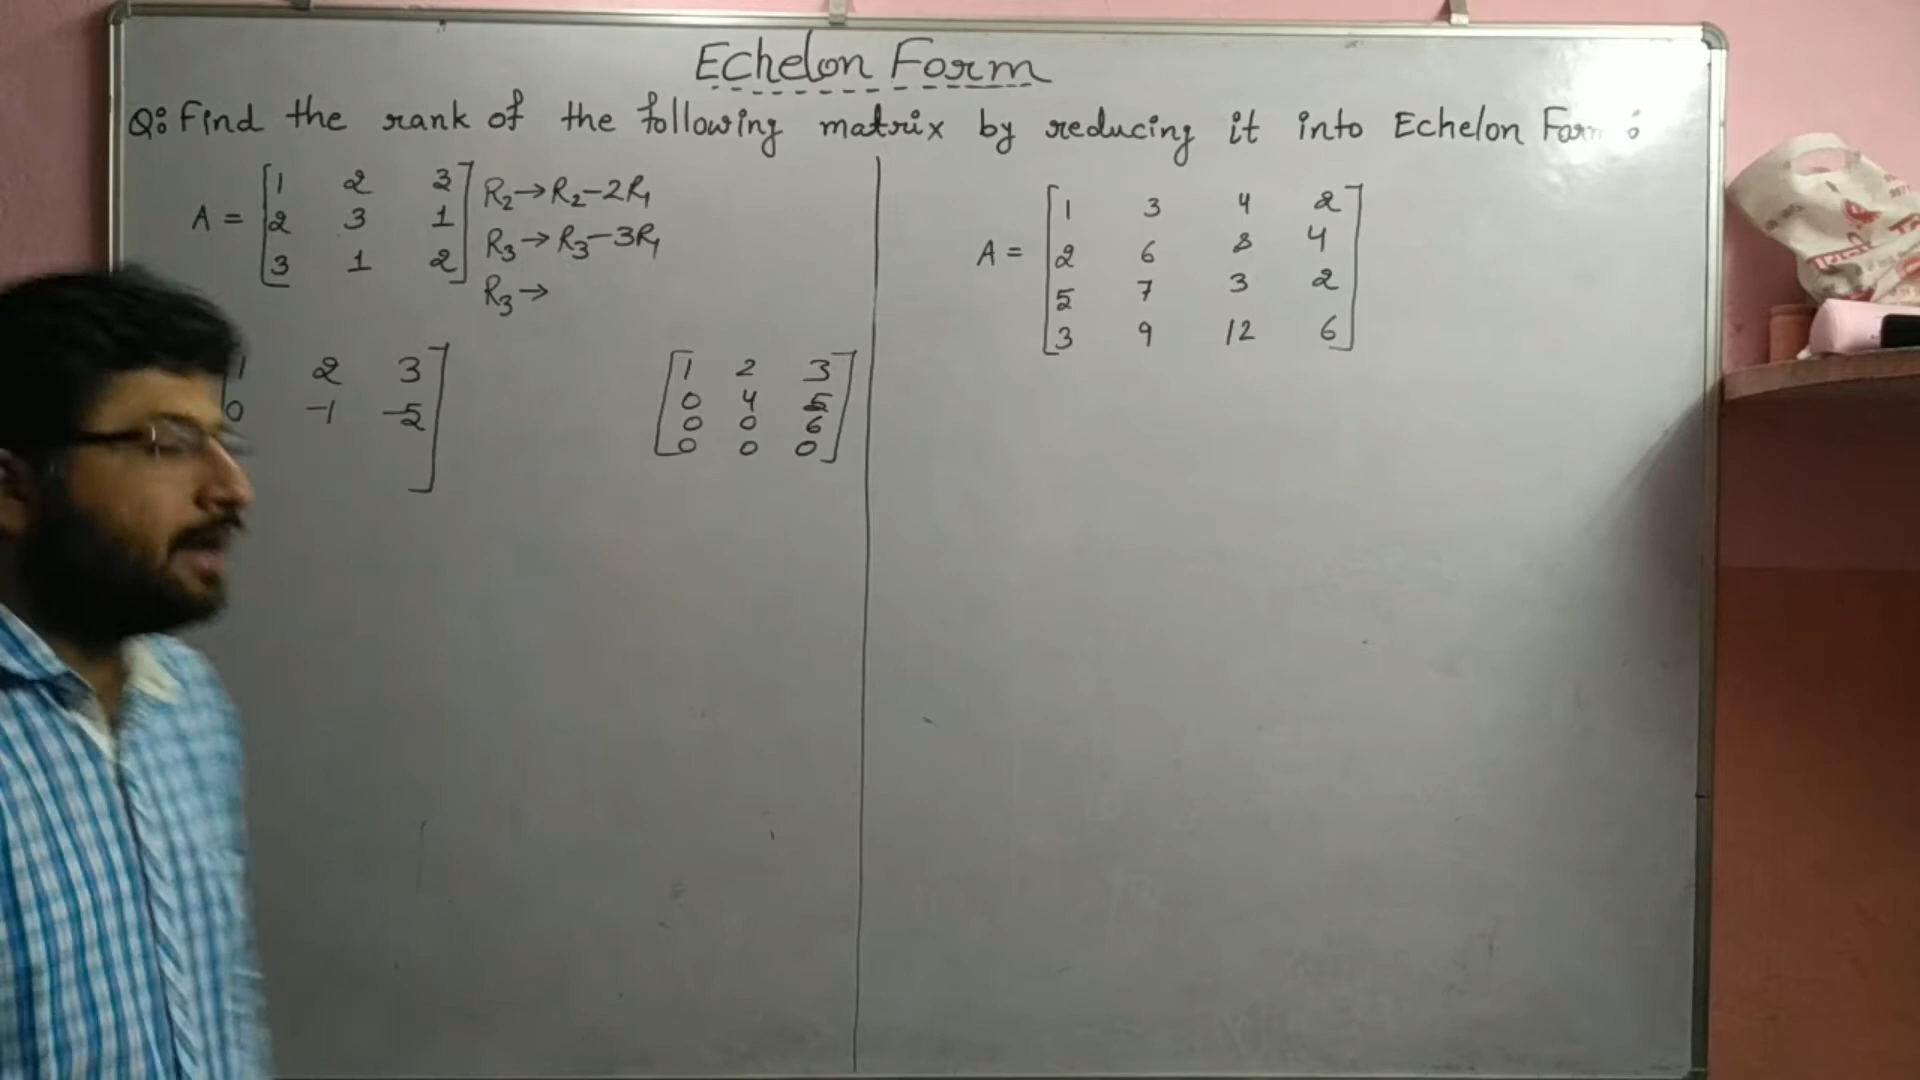 Echelon Form
Q: Find the rank of the following matrix by reducing it into Echelon Form :
A = [1 2 3]
2 3 1
3 1 2
R2→R2-2R1
R3→R3-3R1
R3→
1 2 3
0 -1 -5
[1 2 3]
0 4 5
0 0 6
0 0 0
A = [1 3 4 2]
2 6 8 4
5 7 3 2
3 9 12 6